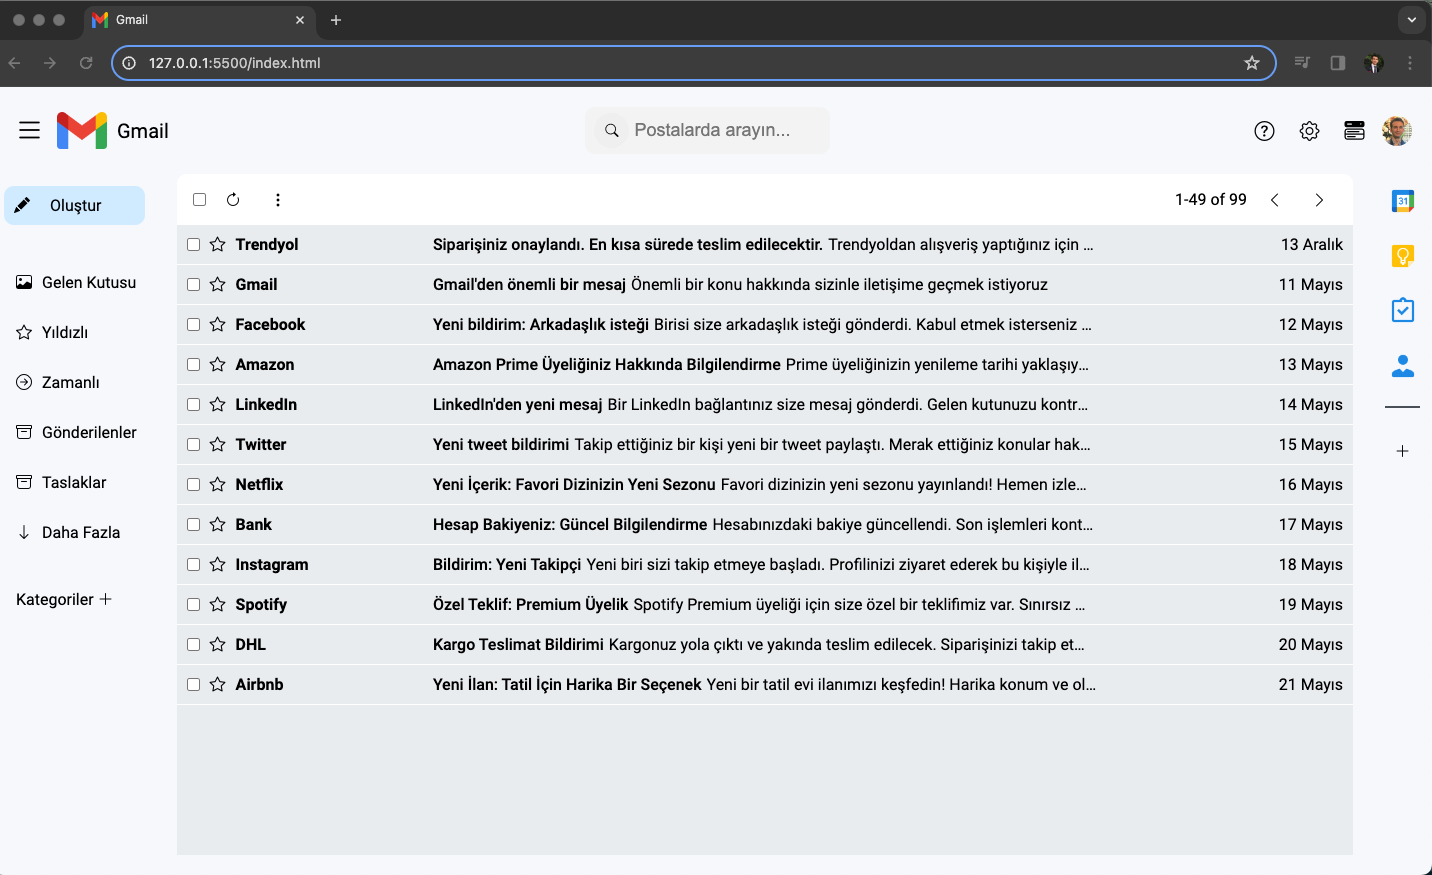 Gmail
127.0.0.1:5500/index.html
Gmail
Postalarda arayın...
Oluştur
1-49 of 99
31
Trendyol Siparişiniz onaylandı. En kısa sürede teslim edilecektir. Trendyoldan alışveriş yaptığınız için ... 13 Aralık
Gmail Gmail'den önemli bir mesaj Önemli bir konu hakkında sizinle iletişime geçmek istiyoruz 11 Mayıs
Facebook Yeni bildirim: Arkadaşlık isteği Birisi size arkadaşlık isteği gönderdi. Kabul etmek isterseniz ... 12 Mayıs
Amazon Amazon Prime Üyeliğiniz Hakkında Bilgilendirme Prime üyeliğinizin yenileme tarihi yaklaşıy... 13 Mayıs
LinkedIn LinkedIn'den yeni mesaj Bir LinkedIn bağlantınız size mesaj gönderdi. Gelen kutunuzu kontr... 14 Mayıs
Twitter Yeni tweet bildirimi Takip ettiğiniz bir kişi yeni bir tweet paylaştı. Merak ettiğiniz konular hak... 15 Mayıs
Netflix Yeni İçerik: Favori Dizinizin Yeni Sezonu Favori dizinizin yeni sezonu yayınlandı! Hemen izle... 16 Mayıs
Bank Hesap Bakiyeniz: Güncel Bilgilendirme Hesabınızdaki bakiye güncellendi. Son işlemleri kont... 17 Mayıs
Instagram Bildirim: Yeni Takipçi Yeni biri sizi takip etmeye başladı. Profilinizi ziyaret ederek bu kişiyle il... 18 Mayıs
Spotify Özel Teklif: Premium Üyelik Spotify Premium üyeliği için size özel bir teklifimiz var. Sınırsız ... 19 Mayıs
DHL Kargo Teslimat Bildirimi Kargonuz yola çıktı ve yakında teslim edilecek. Siparişinizi takip et... 20 Mayıs
Airbnb Yeni İlan: Tatil İçin Harika Bir Seçenek Yeni bir tatil evi ilanımızı keşfedin! Harika konum ve ol... 21 Mayıs
Gelen Kutusu
Yıldızlı
Zamanlı
Gönderilenler
Taslaklar
Daha Fazla
Kategoriler +